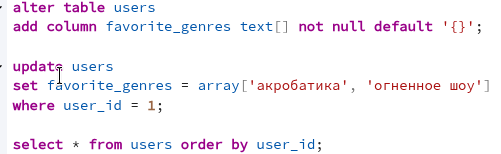 alter table users
add column favorite_genres text[] not null default '{}';
update users
set favorite_genres = array['акробатика', 'огненное шоу']
where user_id = 1;
select * from users order by user_id;